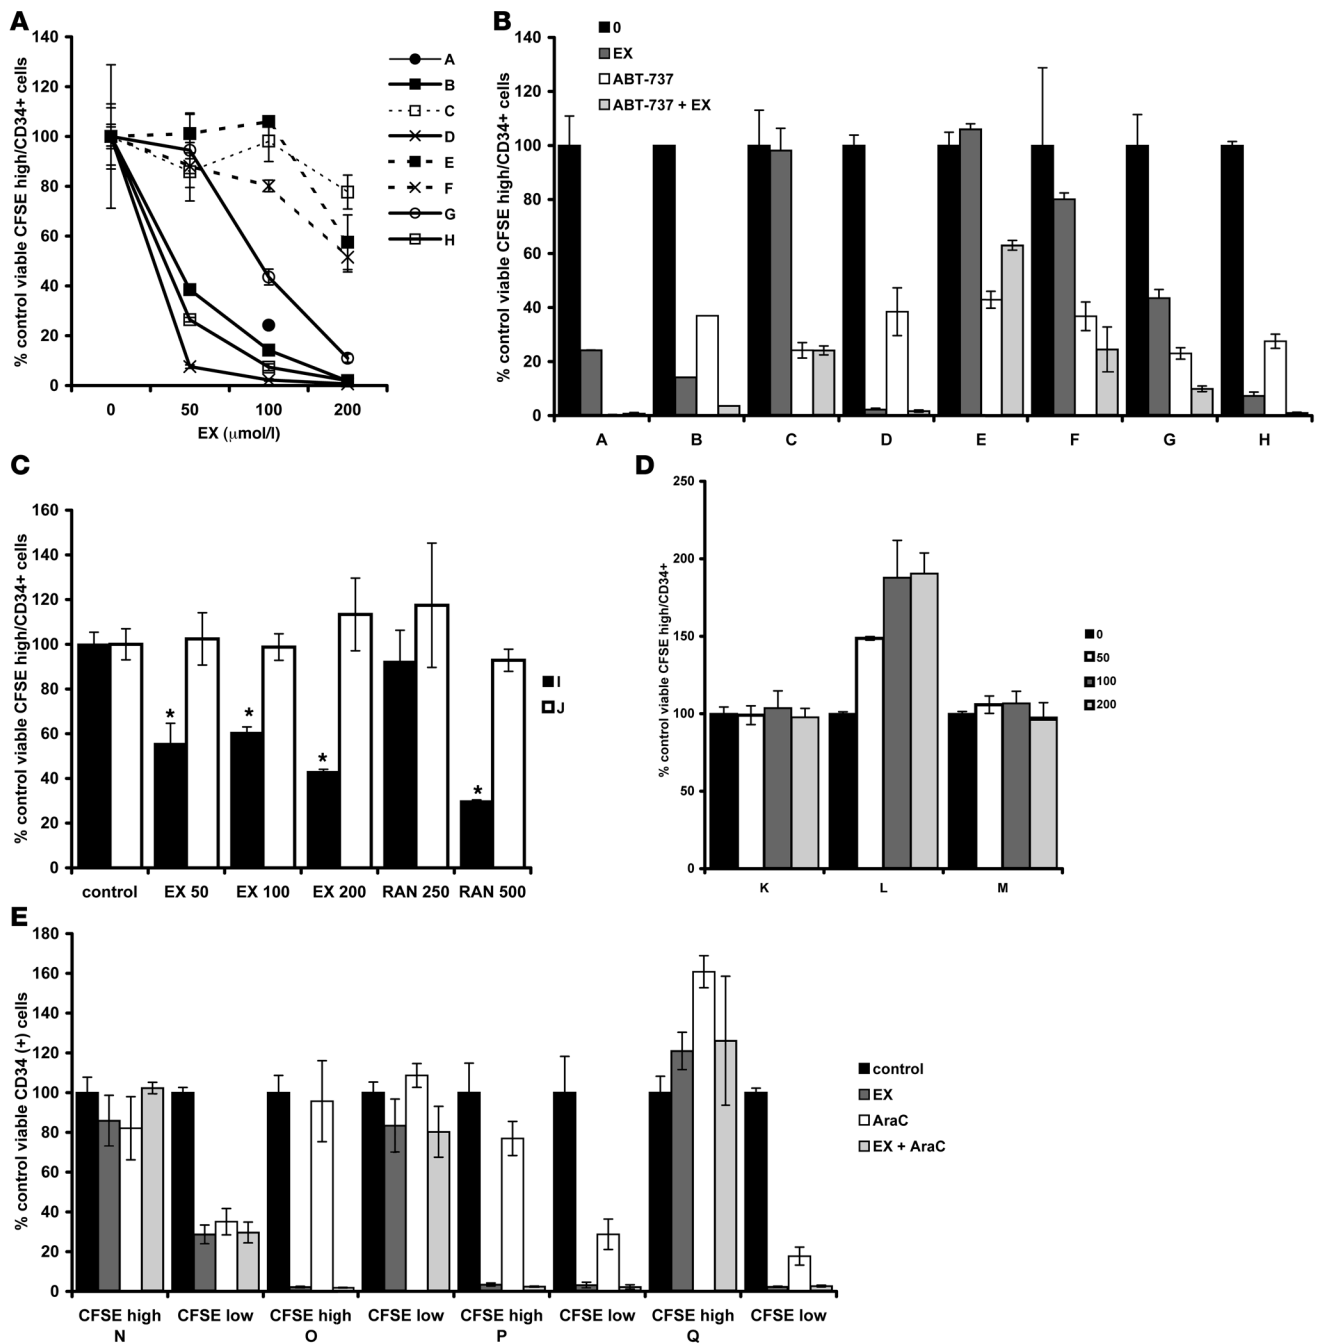 A
% control viable CFSE high/CD34+ cells
140
120
100
80
60
40
20
0
0 50 100 200
EX (µmol/l)
A
B
C
D
E
F
G
H
B
% control viable CFSE high/CD34+ cells
140
120
100
80
60
40
20
0
0
EX
ABT-737
ABT-737 + EX
A B C D E F G H
C
% control viable CFSE high/CD34+ cells
160
140
120
100
80
60
40
20
0
* * * *
I
J
control EX 50 EX 100 EX 200 RAN 250 RAN 500
D
% control viable CFSE high/CD34+
250
200
150
100
50
0
0
50
100
200
K L M
E
% control viable CD34 (+) cells
180
160
140
120
100
80
60
40
20
0
control
EX
AraC
EX + AraC
CFSE high CFSE low CFSE high CFSE low CFSE high CFSE low CFSE high CFSE low
N O P Q